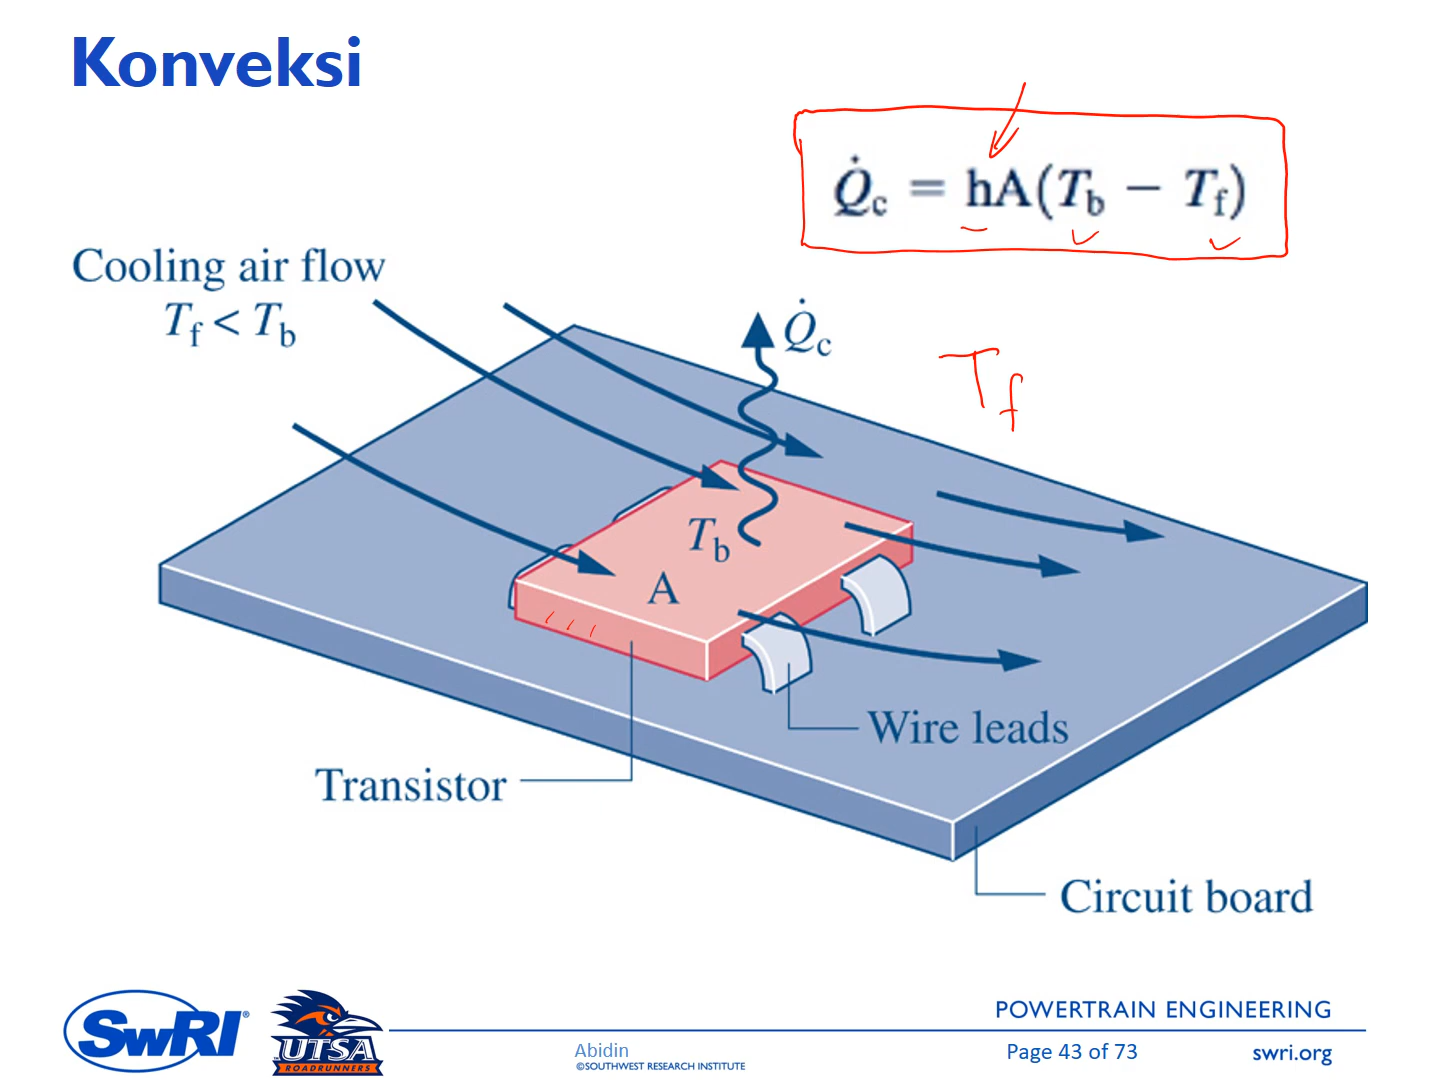 Konveksi
Q̇c = hA(Tb − Tf)
Cooling air flow
Tf < Tb
Q̇c
Tf
Tb
A
Wire leads
Transistor
Circuit board
SwRI®
UTSA
ROADRUNNERS
POWERTRAIN ENGINEERING
Abidin
©SOUTHWEST RESEARCH INSTITUTE
Page 43 of 73
swri.org